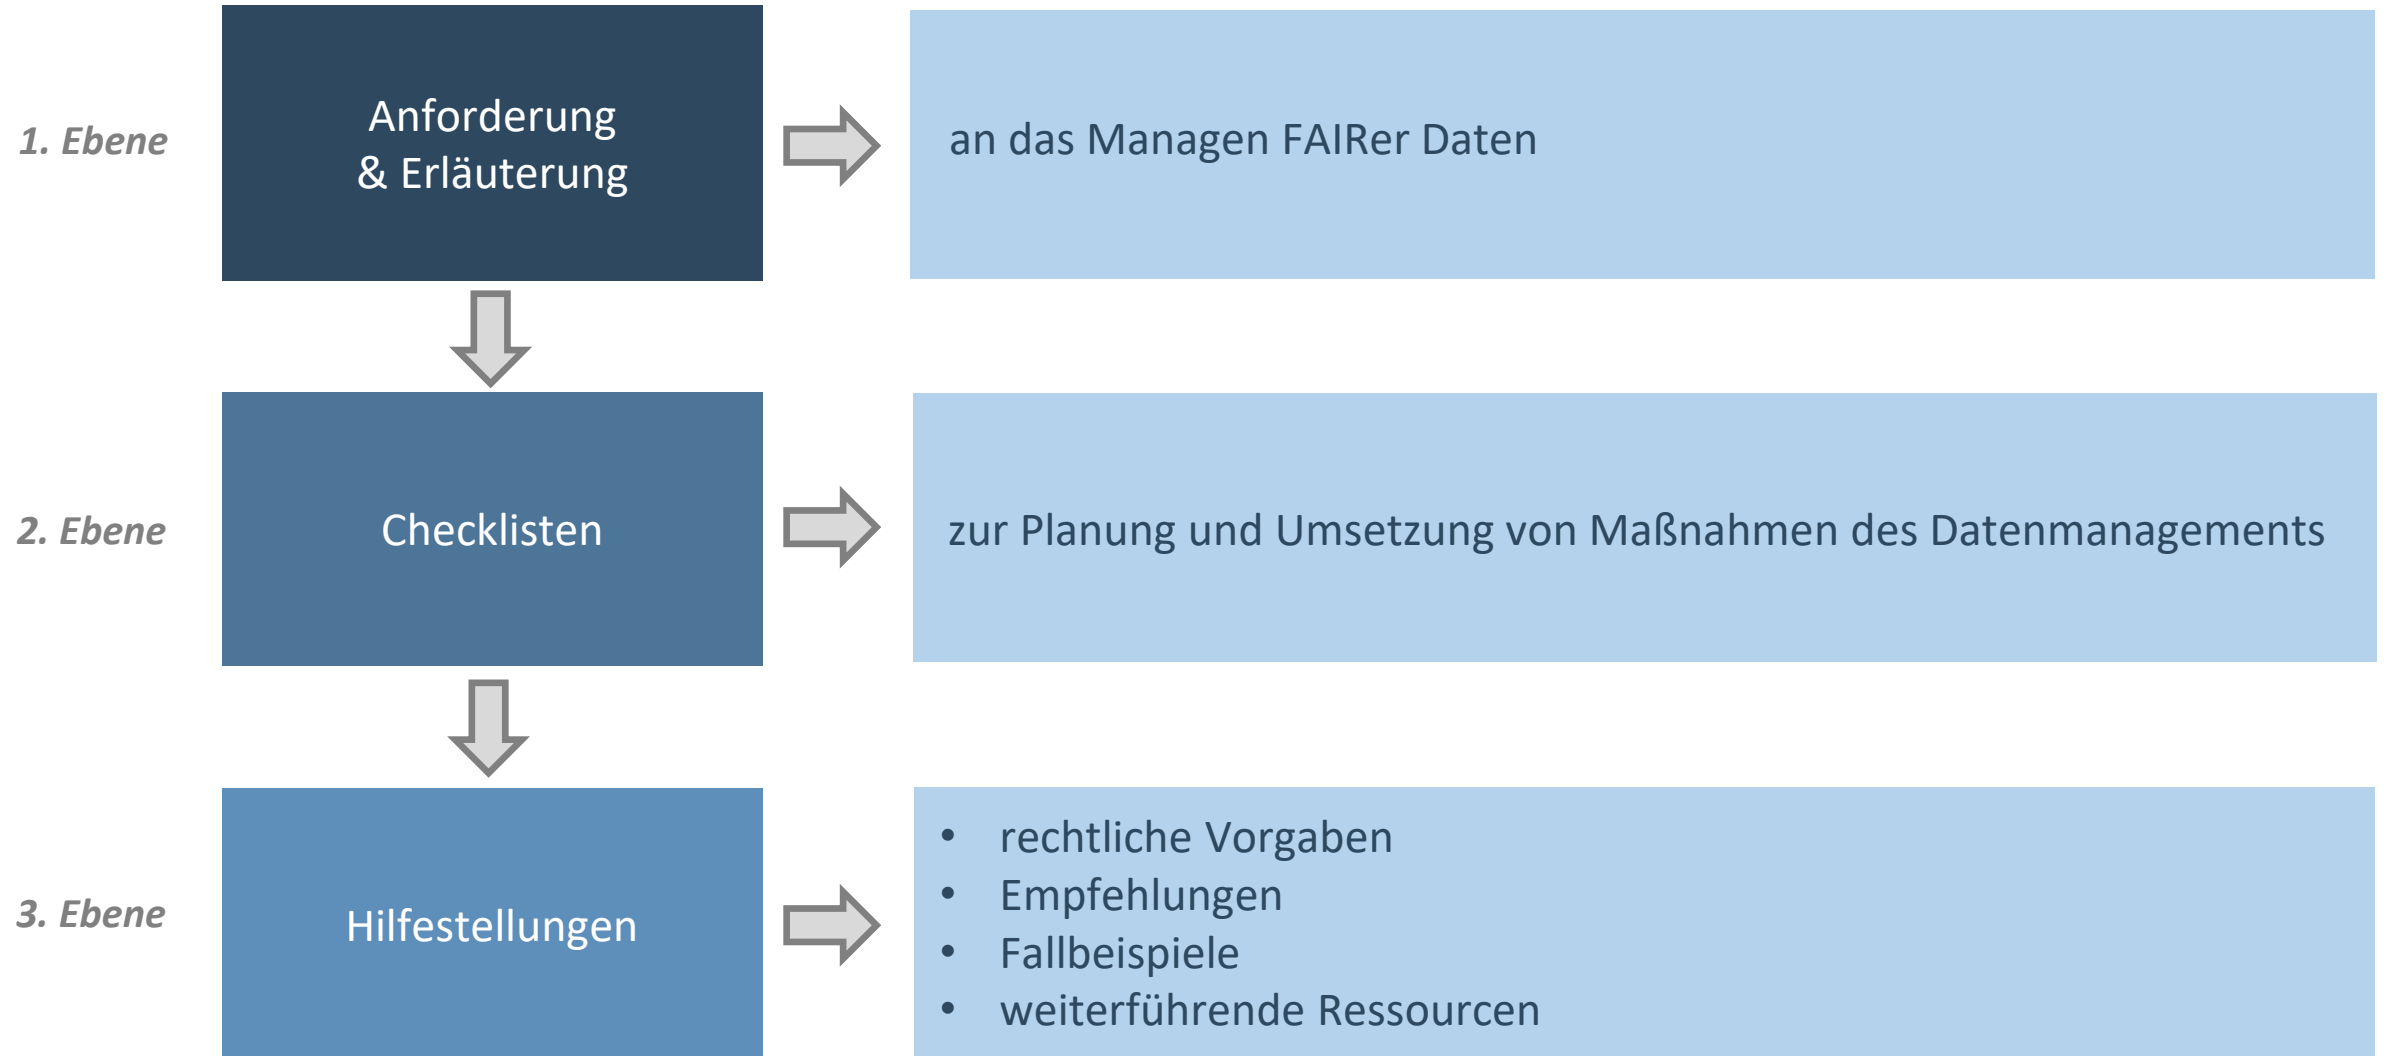 1. Ebene
Anforderung
& Erläuterung
an das Managen FAIRer Daten
2. Ebene
Checklisten
zur Planung und Umsetzung von Maßnahmen des Datenmanagements
3. Ebene
Hilfestellungen
• rechtliche Vorgaben
• Empfehlungen
• Fallbeispiele
• weiterführende Ressourcen